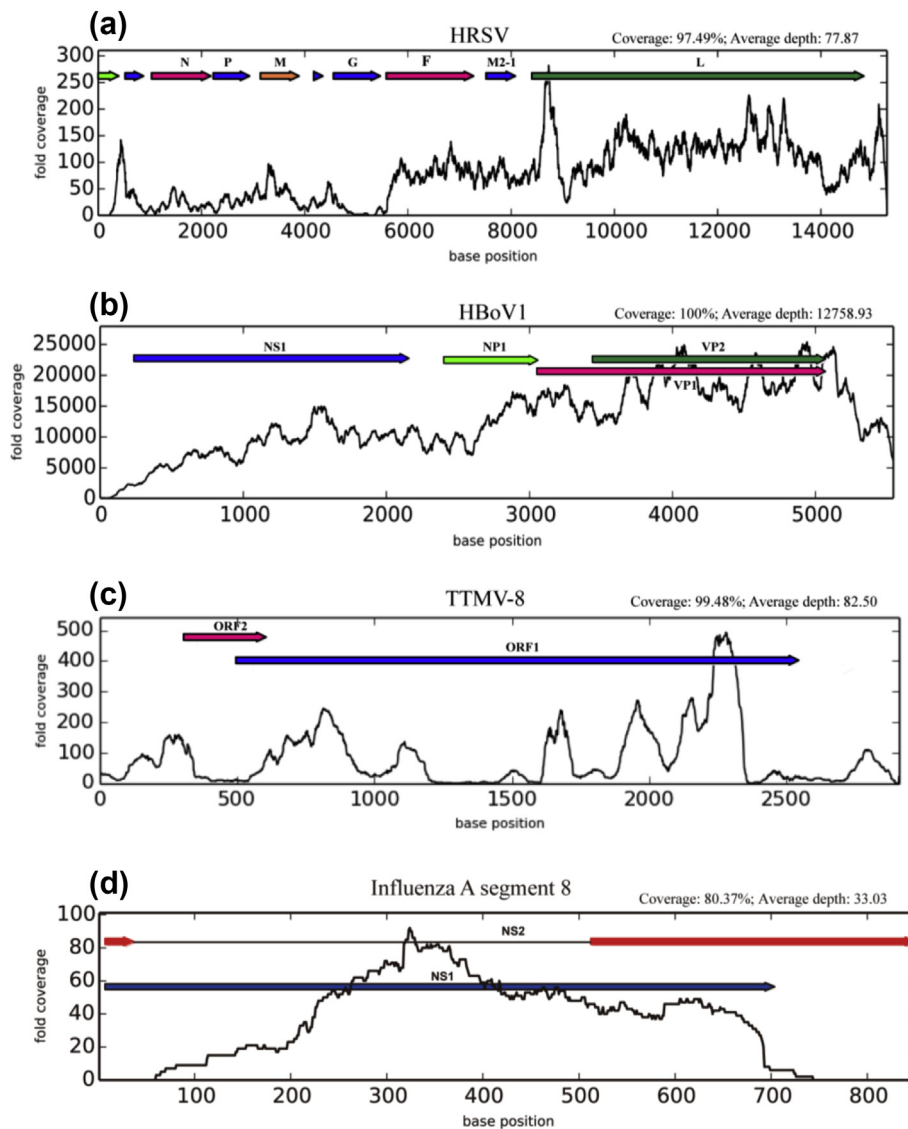 (a)
HRSV
Coverage: 97.49%; Average depth: 77.87
300
250
200
150
100
50
0
fold coverage
N P M G F M2-1 L
0 2000 4000 6000 8000 10000 12000 14000
base position
(b)
HBoV1
Coverage: 100%; Average depth: 12758.93
25000
20000
15000
10000
5000
0
fold coverage
NS1 NP1 VP2
VP1
0 1000 2000 3000 4000 5000
base position
(c)
TTMV-8
Coverage: 99.48%; Average depth: 82.50
500
400
300
200
100
0
fold coverage
ORF2
ORF1
0 500 1000 1500 2000 2500
base position
(d)
Influenza A segment 8
Coverage: 80.37%; Average depth: 33.03
100
80
60
40
20
0
fold coverage
NS2
NS1
100 200 300 400 500 600 700 800
base position